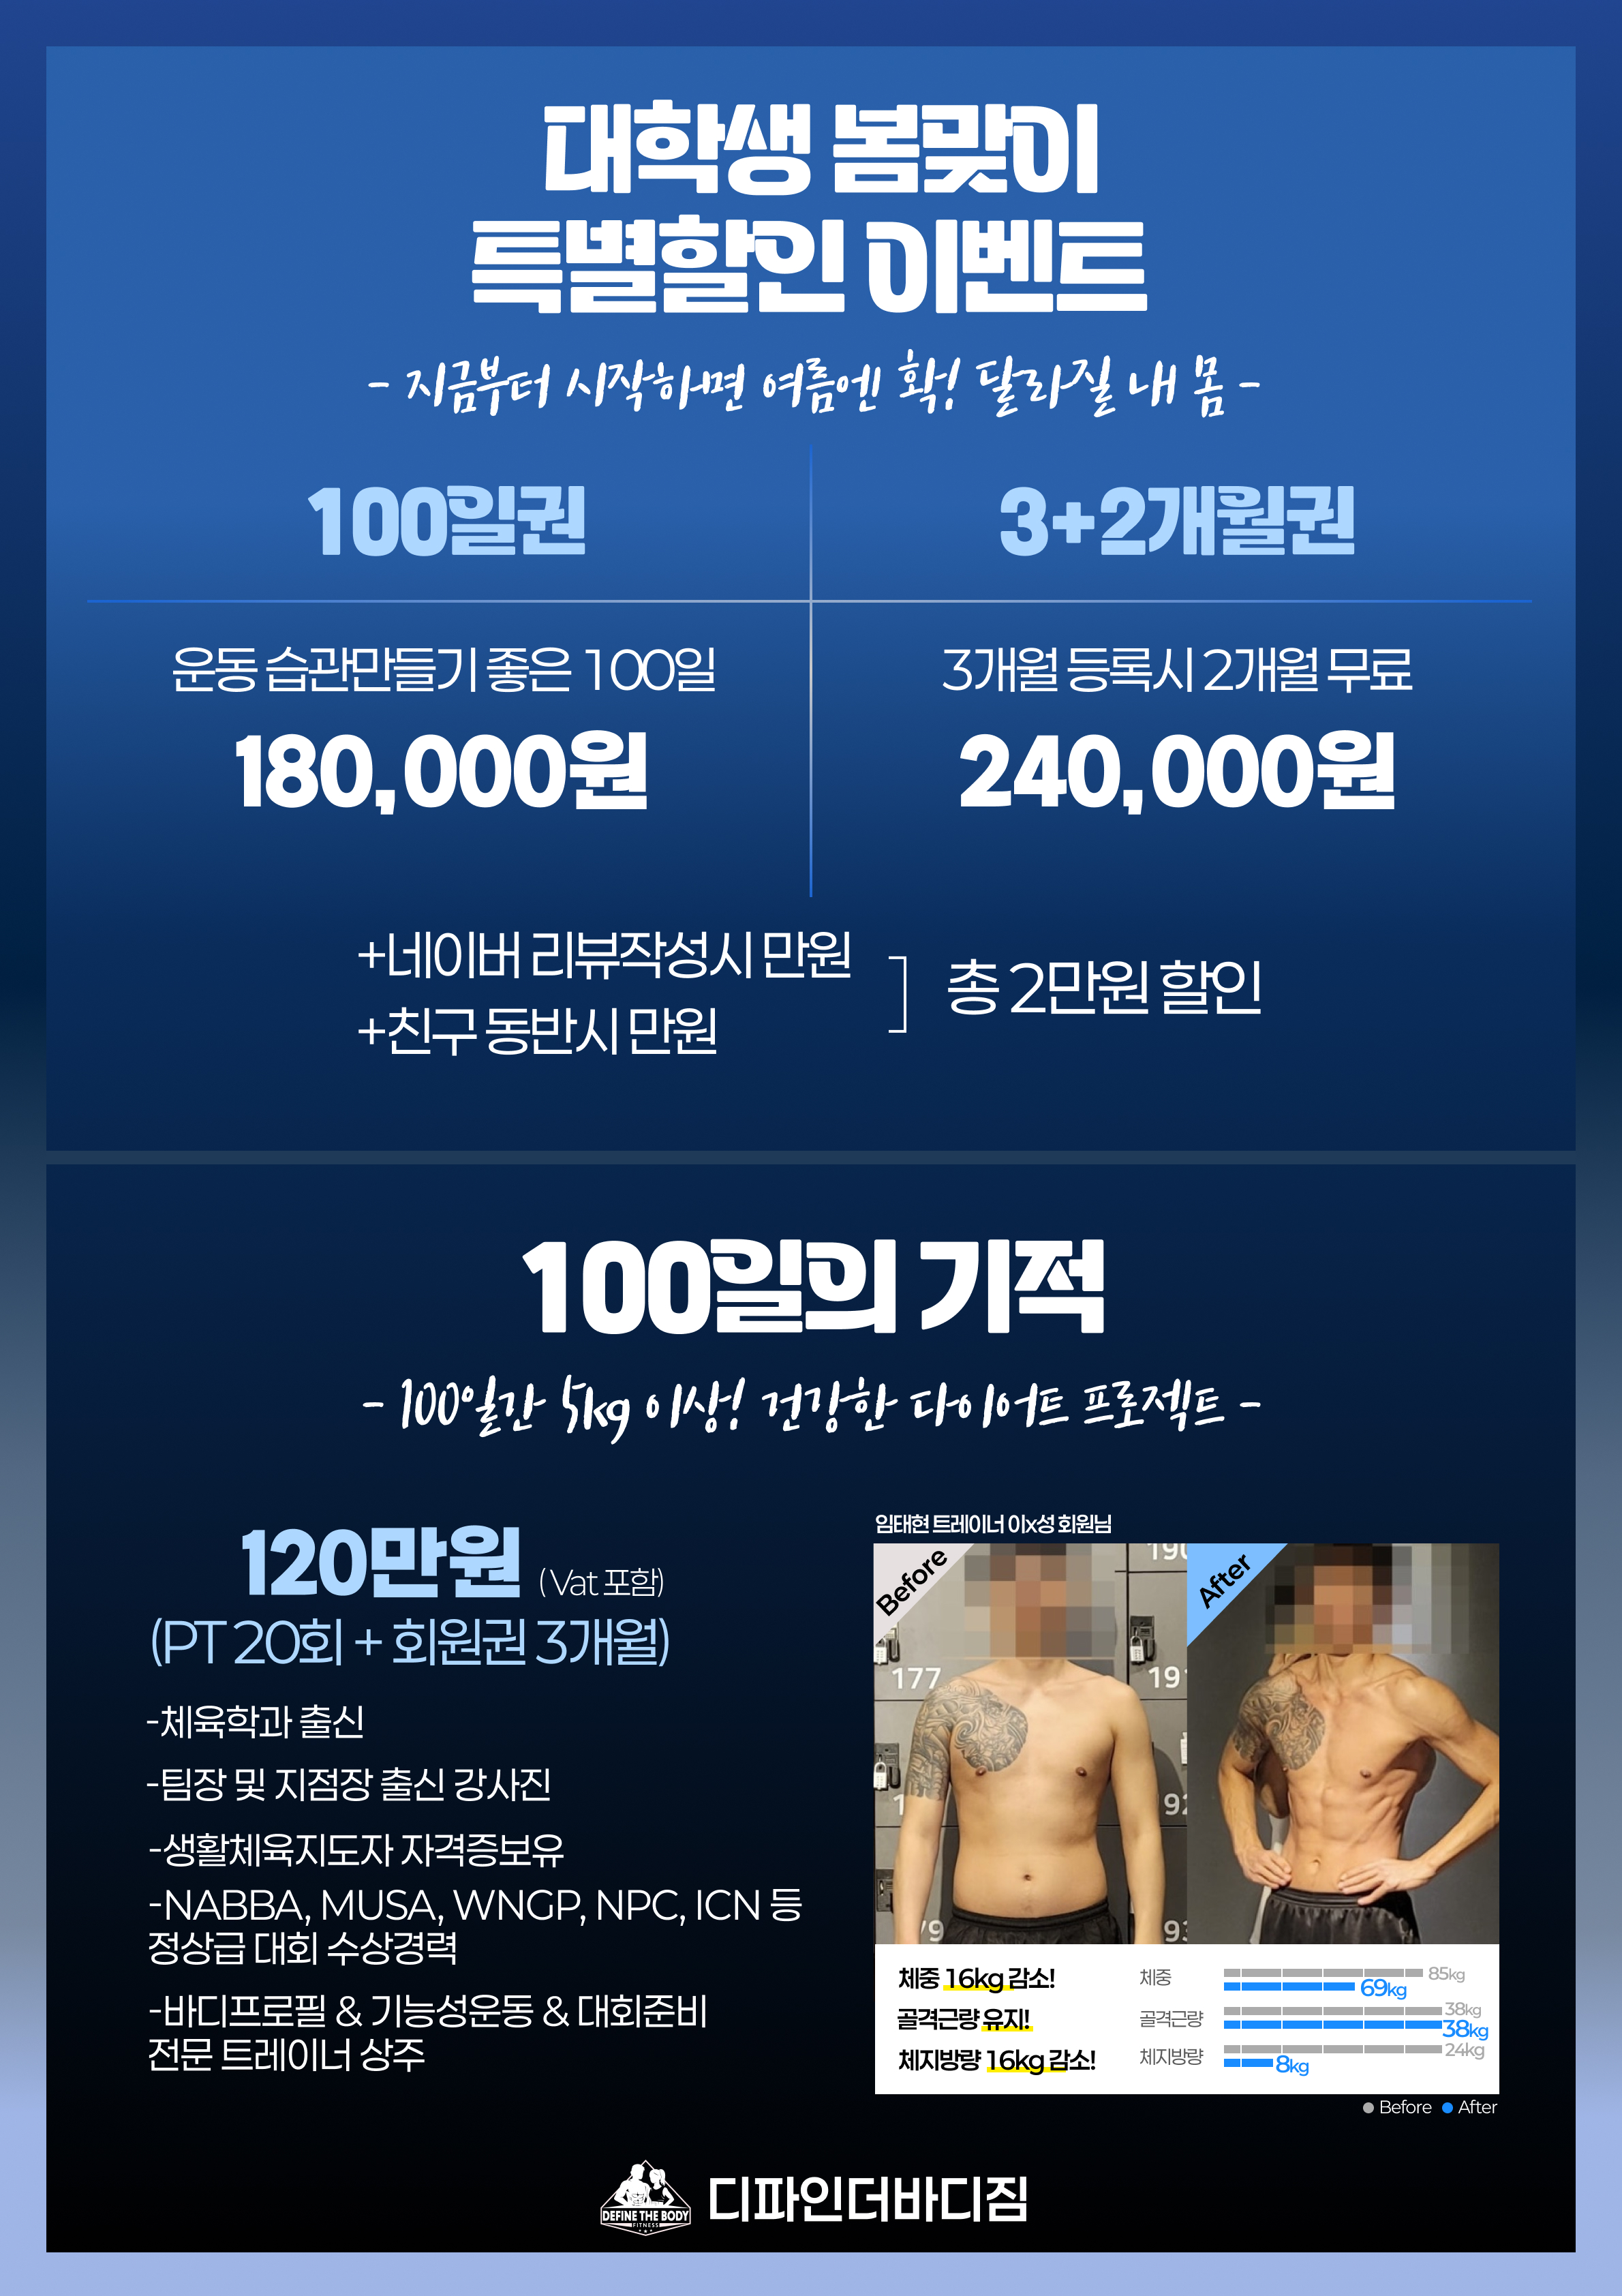 대학생 봄맞이
특별할인 이벤트
- 지금부터 시작하면 여름엔 확! 달라질 내 몸 -
100일권
3+2개월권
운동 습관만들기 좋은 100일
180,000원
3개월 등록시 2개월 무료
240,000원
+네이버 리뷰작성시 만원
+친구 동반시 만원
총 2만원 할인
100일의 기적
- 100일간 5kg 이상! 건강한 다이어트 프로젝트 -
120만원 (Vat 포함)
(PT 20회 + 회원권 3개월)
-체육학과 출신
-팀장 및 지점장 출신 강사진
-생활체육지도자 자격증보유
-NABBA, MUSA, WNGP, NPC, ICN 등
정상급 대회 수상경력
-바디프로필 & 기능성운동 & 대회준비
전문 트레이너 상주
임태현 트레이너 이x성 회원님
Before
After
190
177
191
192
79
193
체중 16kg 감소!
골격근량 유지!
체지방량 16kg 감소!
체중
85kg
69kg
골격근량
38kg
38kg
체지방량
24kg
8kg
Before
After
DEFINE THE BODY
FITNESS
디파인더바디짐